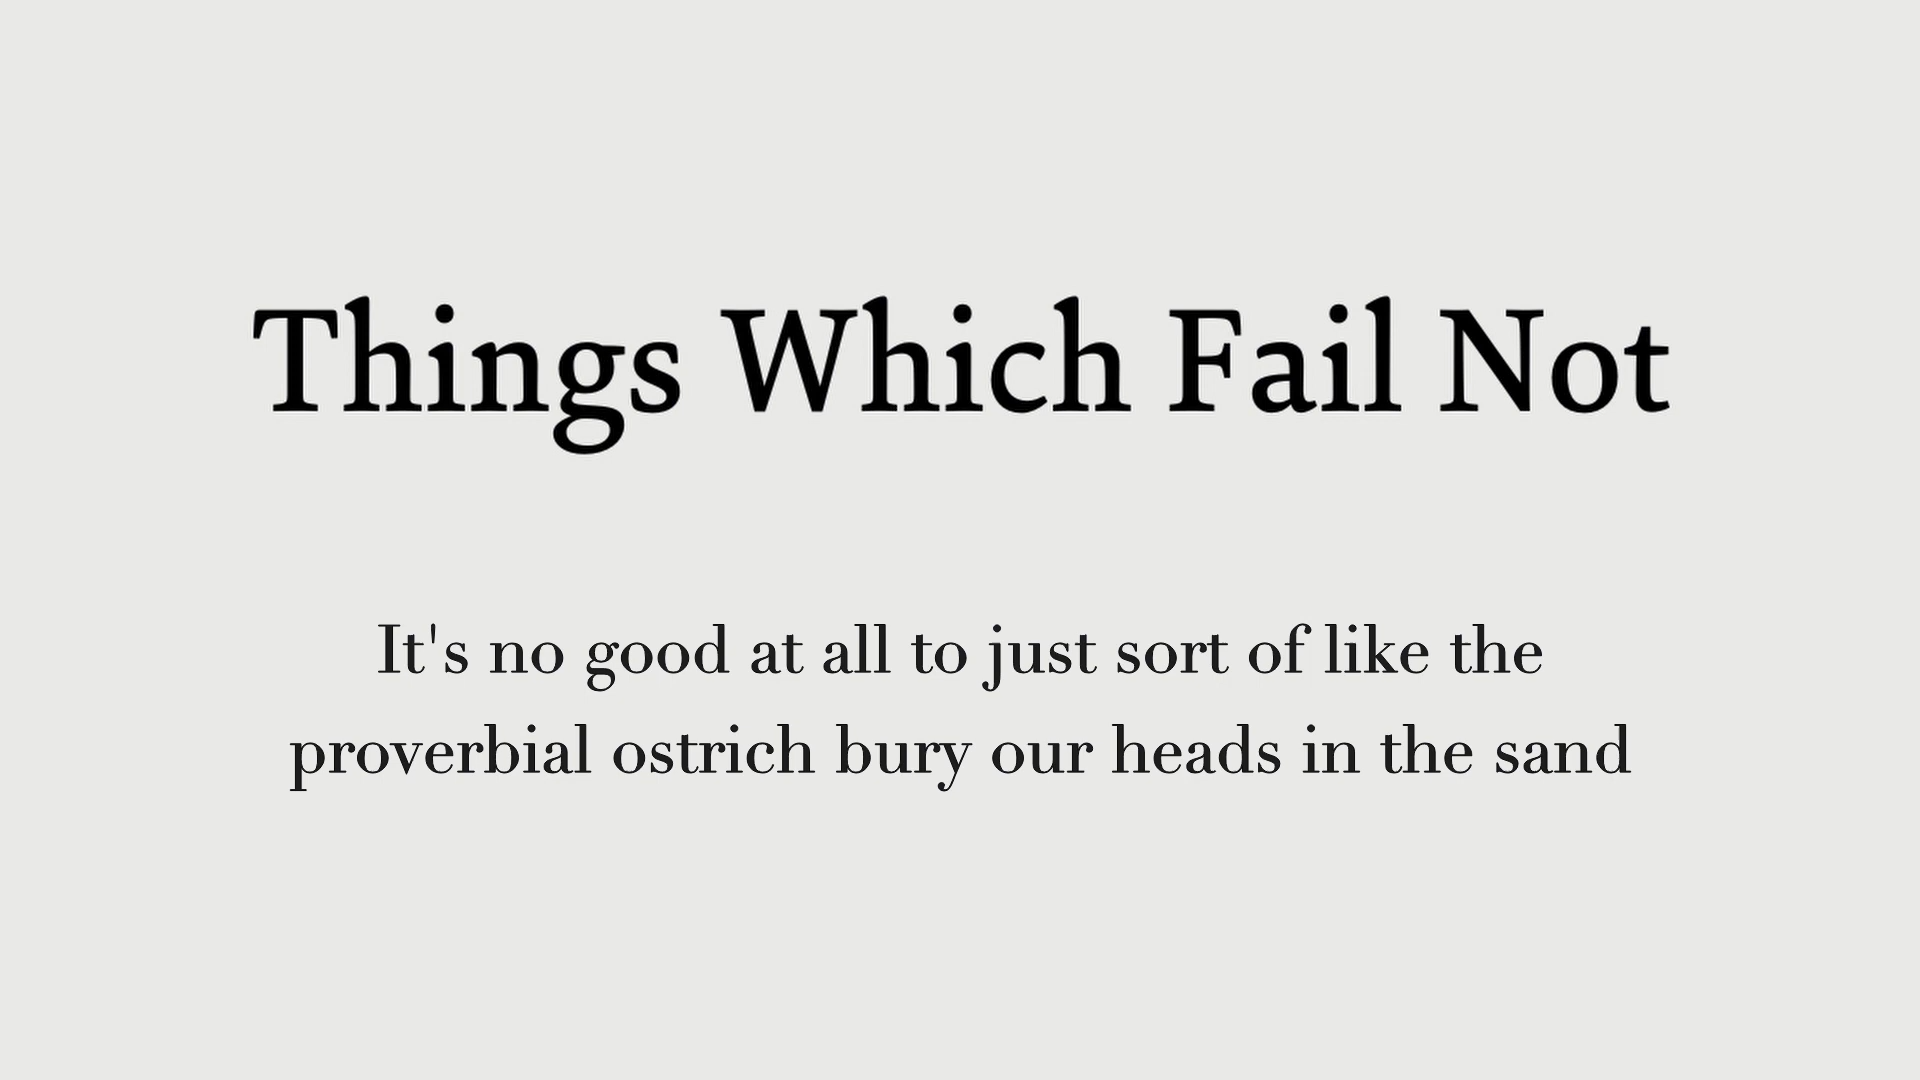 Things Which Fail Not
It's no good at all to just sort of like the
proverbial ostrich bury our heads in the sand